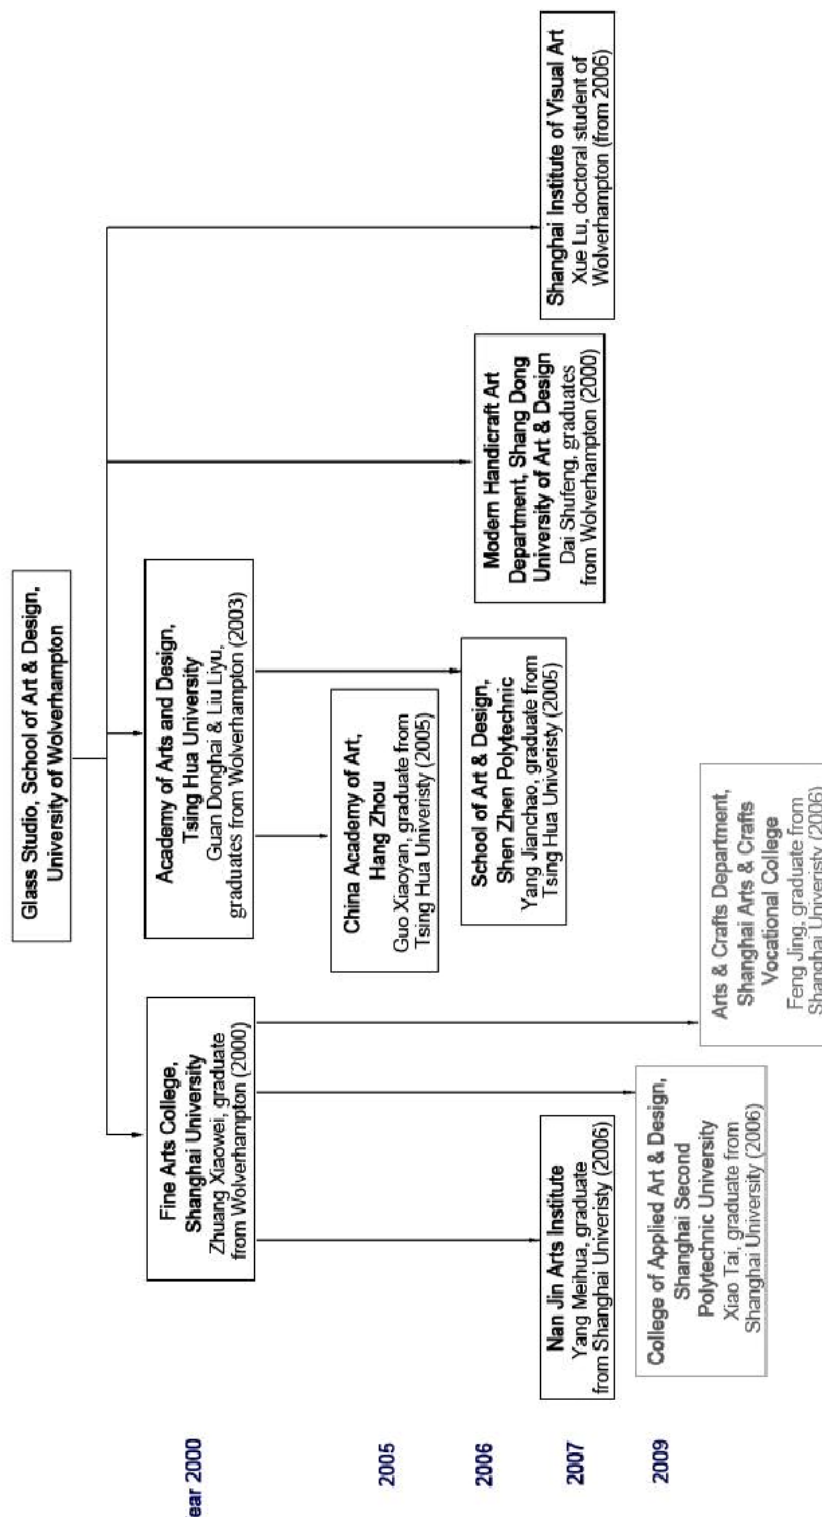 Glass Studio, School of Art & Design,
University of Wolverhampton
ear 2000
Fine Arts College,
Shanghai University
Zhuang Xiaowei, graduate
from Wolverhampton (2000)
Academy of Arts and Design,
Tsing Hua University
Guan Donghai & Liu Liyu,
graduates from Wolverhampton (2003)
2005
China Academy of Art,
Hang Zhou
Guo Xiaoyan, graduate from
Tsing Hua Univeristy (2005)
2006
School of Art & Design,
Shen Zhen Polytechnic
Yang Jianchao, graduate from
Tsing Hua Univeristy (2005)
Modern Handicraft Art
Department, Shang Dong
University of Art & Design
Dai Shufeng, graduates
from Wolverhampton (2000)
2007
Nan Jin Arts Institute
Yang Meihua, graduate
from Shanghai Univeristy (2006)
Shanghai Institute of Visual Art
Xue Lu, doctoral student of
Wolverhampton (from 2006)
2009
College of Applied Art & Design,
Shanghai Second
Polytechnic University
Xiao Tai, graduate from
Shanghai University (2006)
Arts & Crafts Department,
Shanghai Arts & Crafts
Vocational College
Feng Jing, graduate from
Shanghai Univeristy (2006)